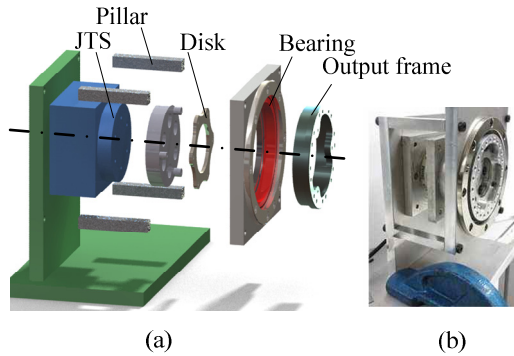 Pillar
JTS
Disk
Bearing
Output frame
(a)
(b)